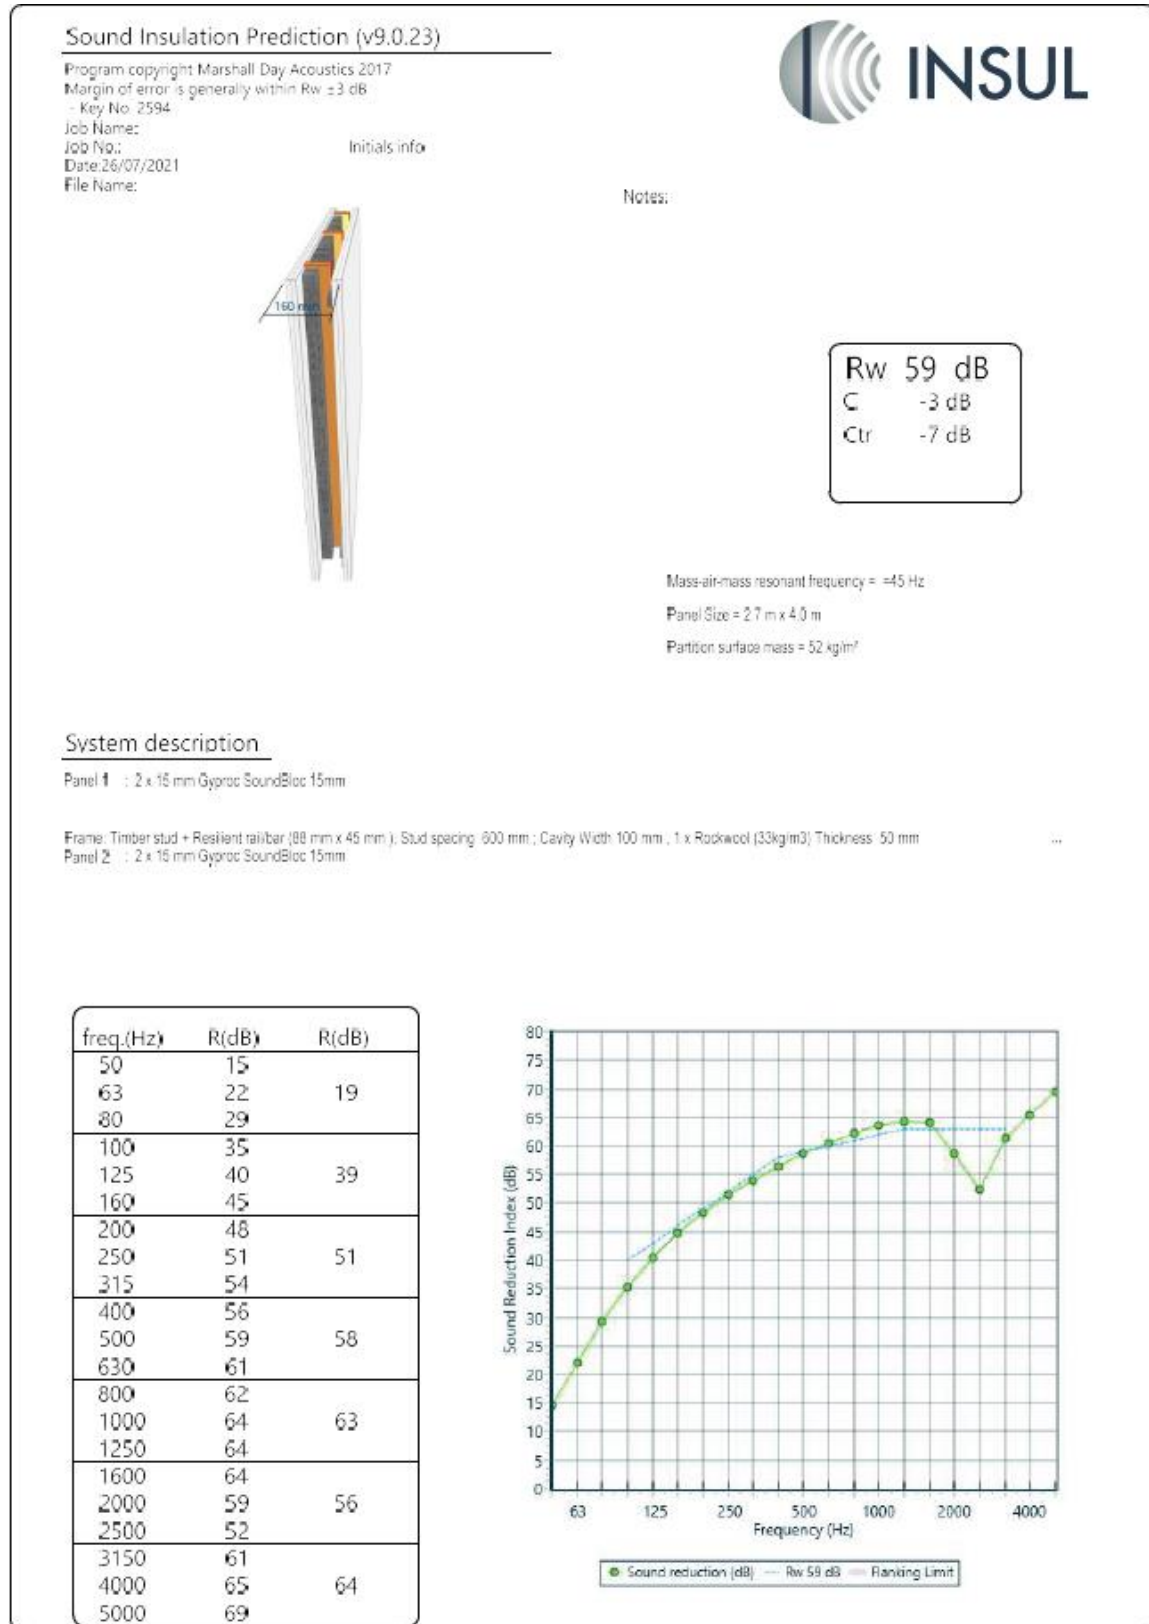 Sound Insulation Prediction (v9.0.23)
Program copyright Marshall Day Acoustics 2017
Margin of error is generally within Rw ±3 dB
- Key No. 2594
Job Name:
Job No.: Initials info
Date:26/07/2021
File Name:
INSUL
Notes:
160 mm
Rw 59 dB
C -3 dB
Ctr -7 dB
Mass-air-mass resonant frequency = =45 Hz
Panel Size = 2.7 m x 4.0 m
Partition surface mass = 52 kg/m²
System description
Panel 1 : 2 x 15 mm Gyproc SoundBloc 15mm
Frame: Timber stud + Resilient rail/bar (88 mm x 45 mm ); Stud spacing 600 mm ; Cavity Width 100 mm , 1 x Rockwool (33kg/m3) Thickness 50 mm ...
Panel 2 : 2 x 15 mm Gyproc SoundBloc 15mm
freq.(Hz) R(dB) R(dB)
50 15
63 22 19
80 29
100 35
125 40 39
160 45
200 48
250 51 51
315 54
400 56
500 59 58
630 61
800 62
1000 64 63
1250 64
1600 64
2000 59 56
2500 52
3150 61
4000 65 64
5000 69
Sound Reduction Index (dB)
80
75
70
65
60
55
50
45
40
35
30
25
20
15
10
5
0
63 125 250 500 1000 2000 4000
Frequency (Hz)
Sound reduction (dB) Rw 59 dB Flanking Limit